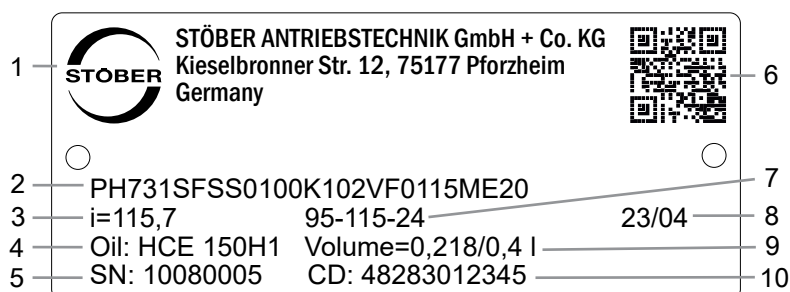 STÖBER ANTRIEBSTECHNIK GmbH + Co. KG
1 STÖBER Kieselbronner Str. 12, 75177 Pforzheim 6
Germany
2 PH731SFSS0100K102VF0115ME20 7
3 i=115,7 95-115-24 23/04 8
4 Oil: HCE 150H1 Volume=0,218/0,4 l 9
5 SN: 10080005 CD: 48283012345 10